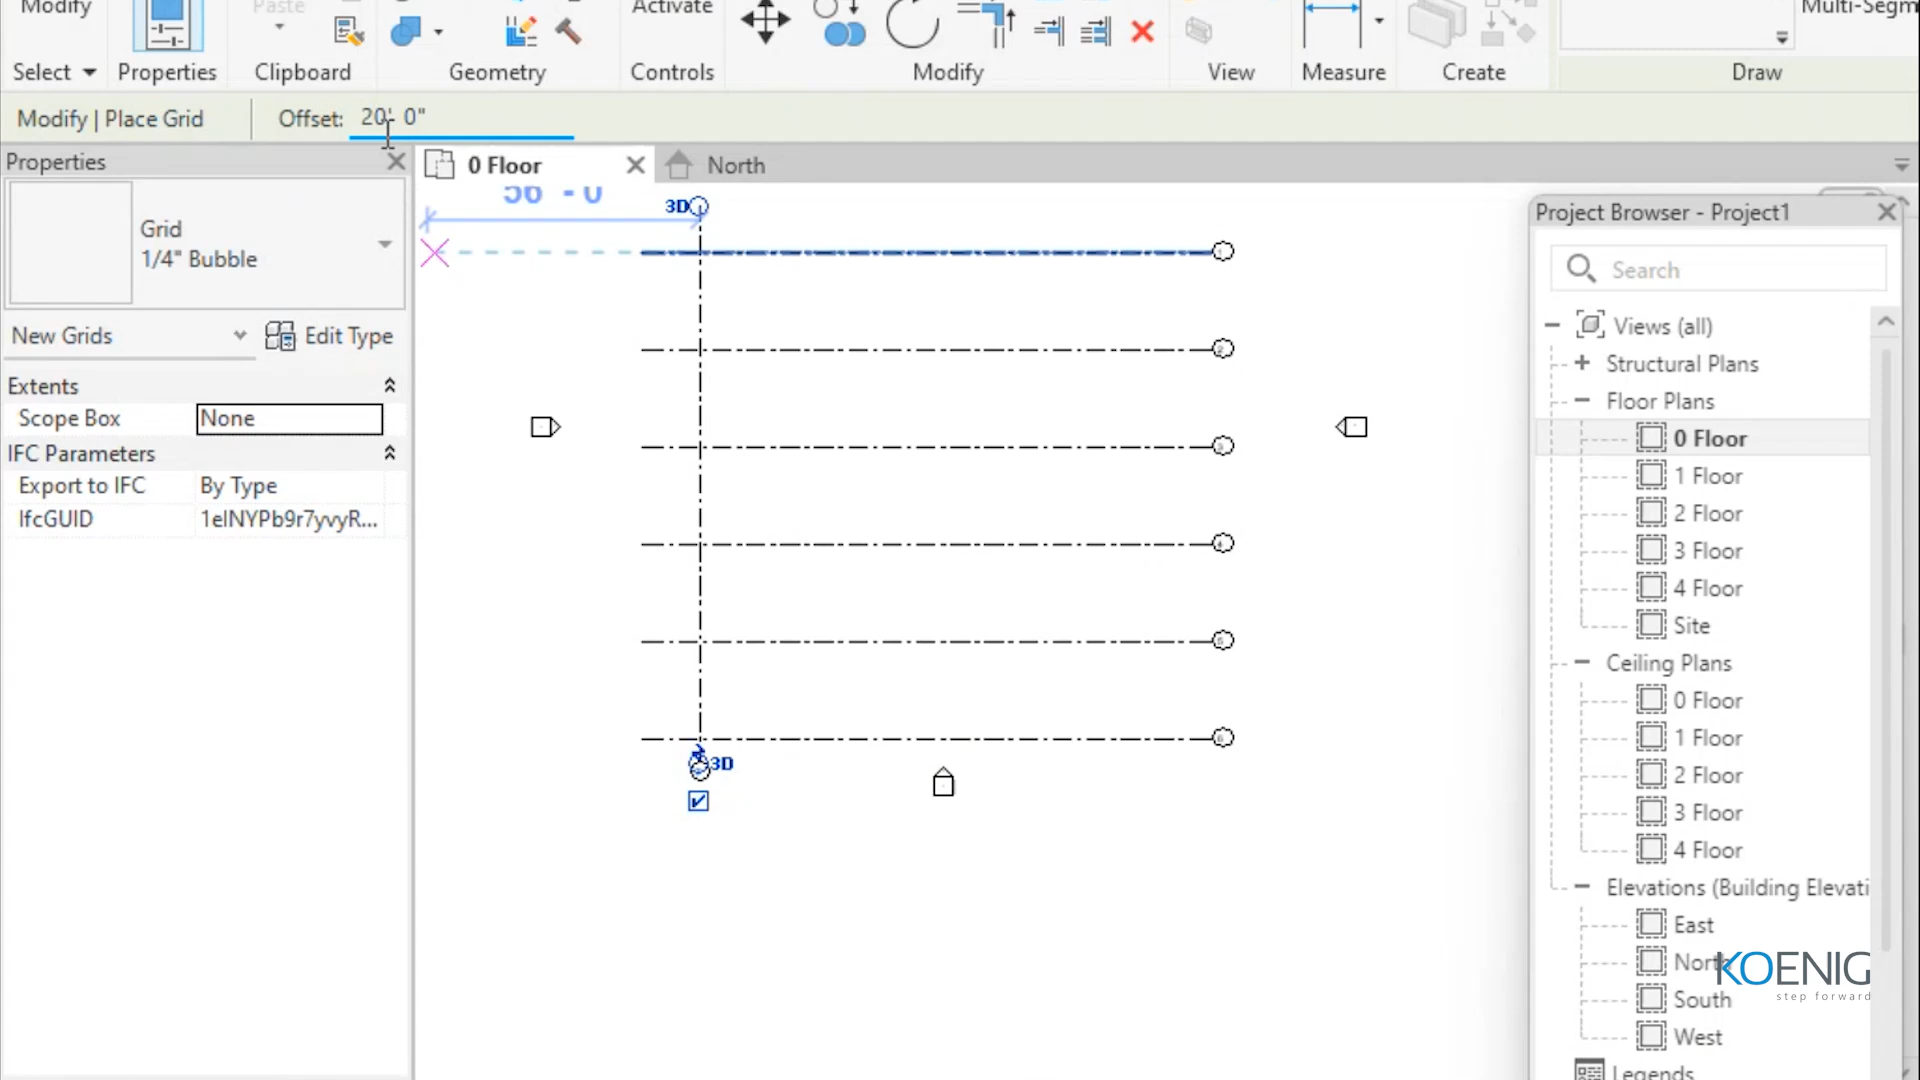 Modify
Paste
Activate
Multi-Segm
Select
Properties
Clipboard
Geometry
Controls
Modify
View
Measure
Create
Draw
Modify | Place Grid
Offset: 20'- 0"
Properties
0 Floor
North
Grid
1/4" Bubble
New Grids
Edit Type
Extents
Scope Box
None
IFC Parameters
Export to IFC
By Type
IfcGUID
1elNYPb9r7yvyR...
56 - 0
3D
3D
Project Browser - Project1
Search
Views (all)
Structural Plans
Floor Plans
0 Floor
1 Floor
2 Floor
3 Floor
4 Floor
Site
Ceiling Plans
0 Floor
1 Floor
2 Floor
3 Floor
4 Floor
Elevations (Building Elevati
East
North
South
West
Legends
KOENIG
step forward